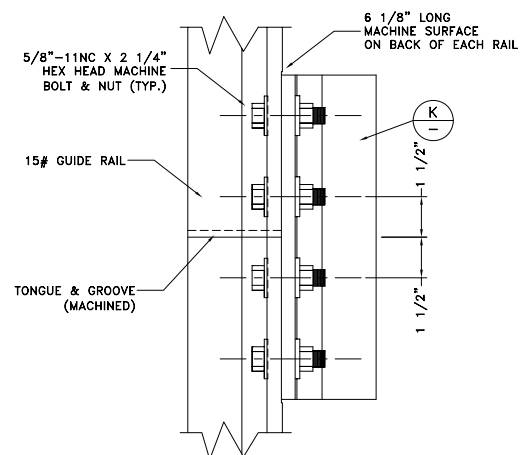 6 1/8" LONG
MACHINE SURFACE
ON BACK OF EACH RAIL
5/8"-11NC X 2 1/4"
HEX HEAD MACHINE
BOLT & NUT (TYP.)
K
-
1 1/2"
15# GUIDE RAIL
TONGUE & GROOVE
(MACHINED)
1 1/2"